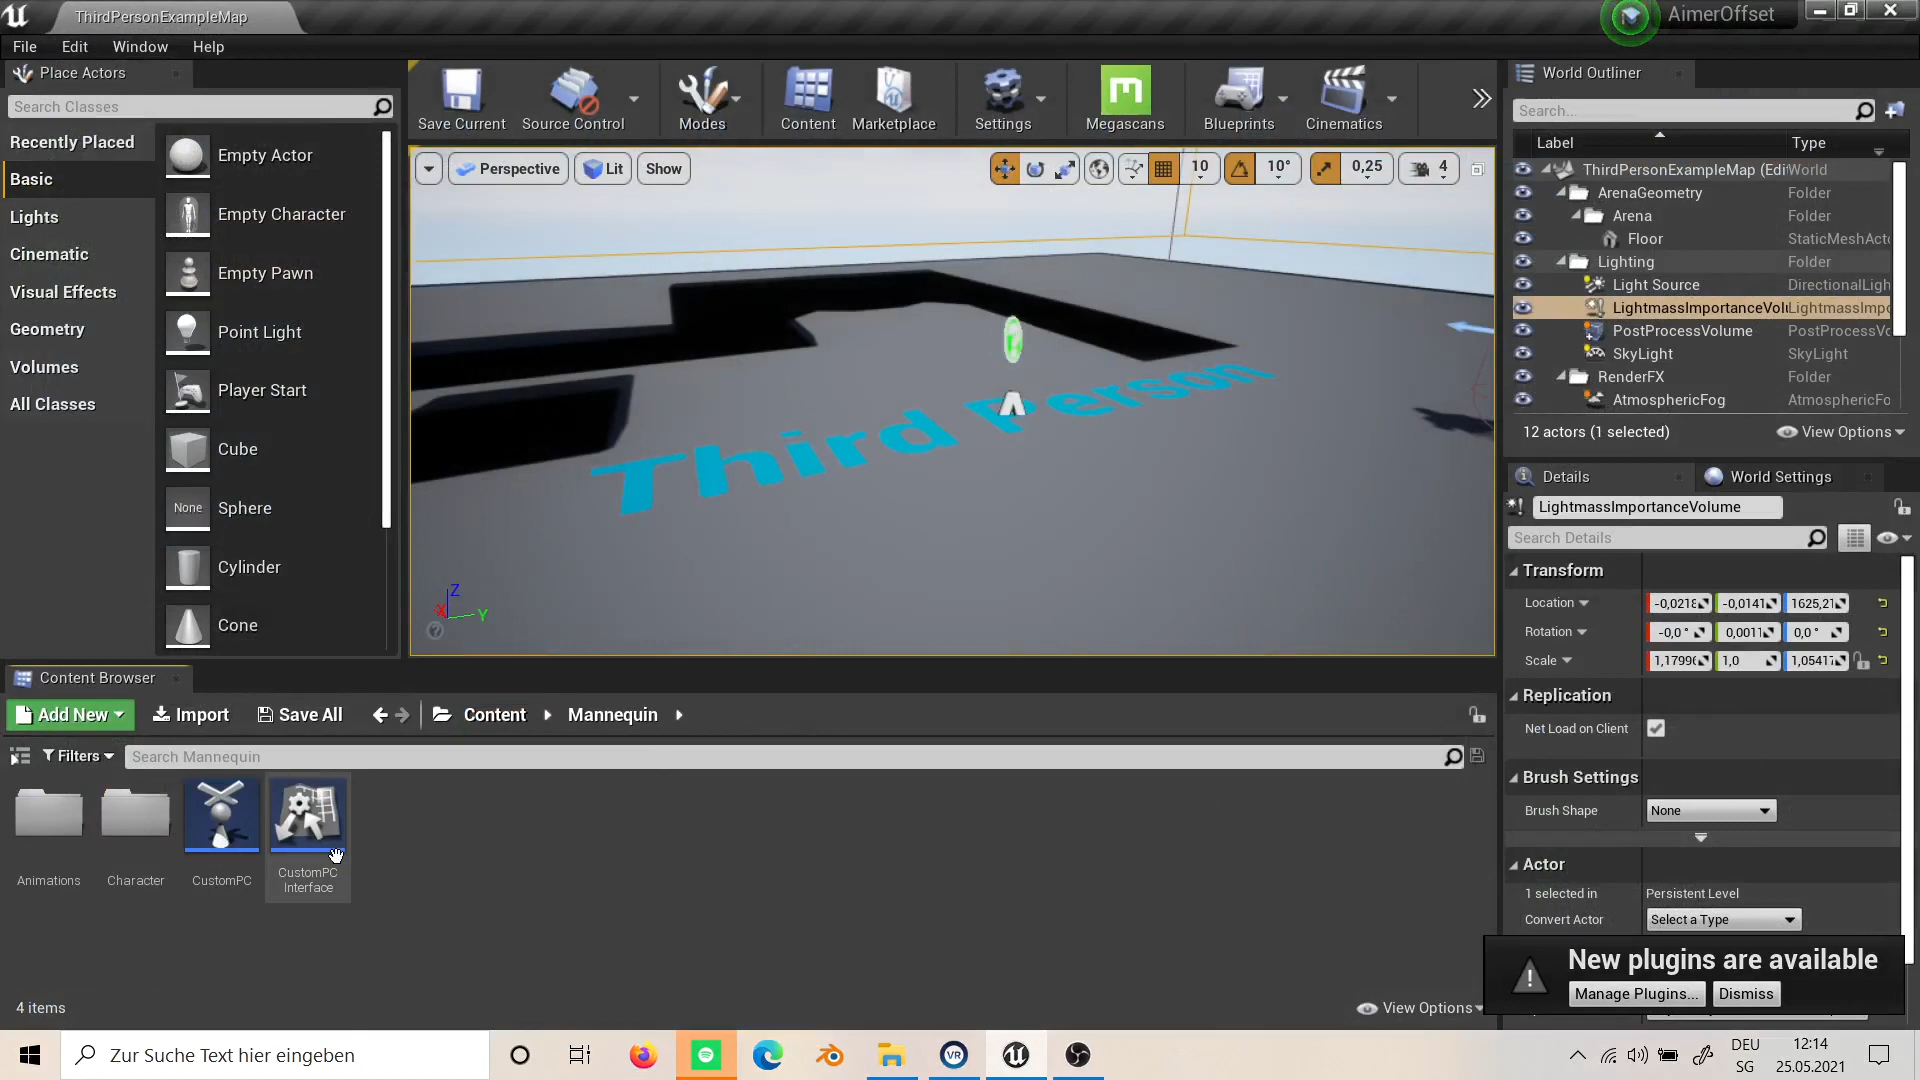 ThirdPersonExampleMap
AimerOffset
File Edit Window Help
Place Actors
Search Classes
Recently Placed
Basic
Lights
Cinematic
Visual Effects
Geometry
Volumes
All Classes
Empty Actor
Empty Character
Empty Pawn
Point Light
Player Start
Cube
None Sphere
Cylinder
Cone
Save Current Source Control Modes Content Marketplace Settings Megascans Blueprints Cinematics
Perspective Lit Show 10 10° 0,25 4
Third Person
Z
X
Y
World Outliner
Search...
Label Type
ThirdPersonExampleMap (Edi World
ArenaGeometry Folder
Arena Folder
Floor StaticMeshActo
Lighting Folder
Light Source DirectionalLigh
LightmassImportanceVolu LightmassImpo
PostProcessVolume PostProcessVo
SkyLight SkyLight
RenderFX Folder
AtmosphericFog AtmosphericFo
12 actors (1 selected) View Options
Details World Settings
LightmassImportanceVolume
Search Details
Transform
Location -0,0218 -0,0141 1625,21
Rotation -0,0 ° 0,0011 0,0 °
Scale 1,1799 1,0 1,0541
Replication
Net Load on Client
Brush Settings
Brush Shape None
Actor
1 selected in Persistent Level
Convert Actor Select a Type
New plugins are available
Manage Plugins... Dismiss
Content Browser
Add New Import Save All Content Mannequin
Filters Search Mannequin
Animations Character CustomPC CustomPC
Interface
4 items View Options
Zur Suche Text hier eingeben
VR
DEU
SG
12:14
25.05.2021